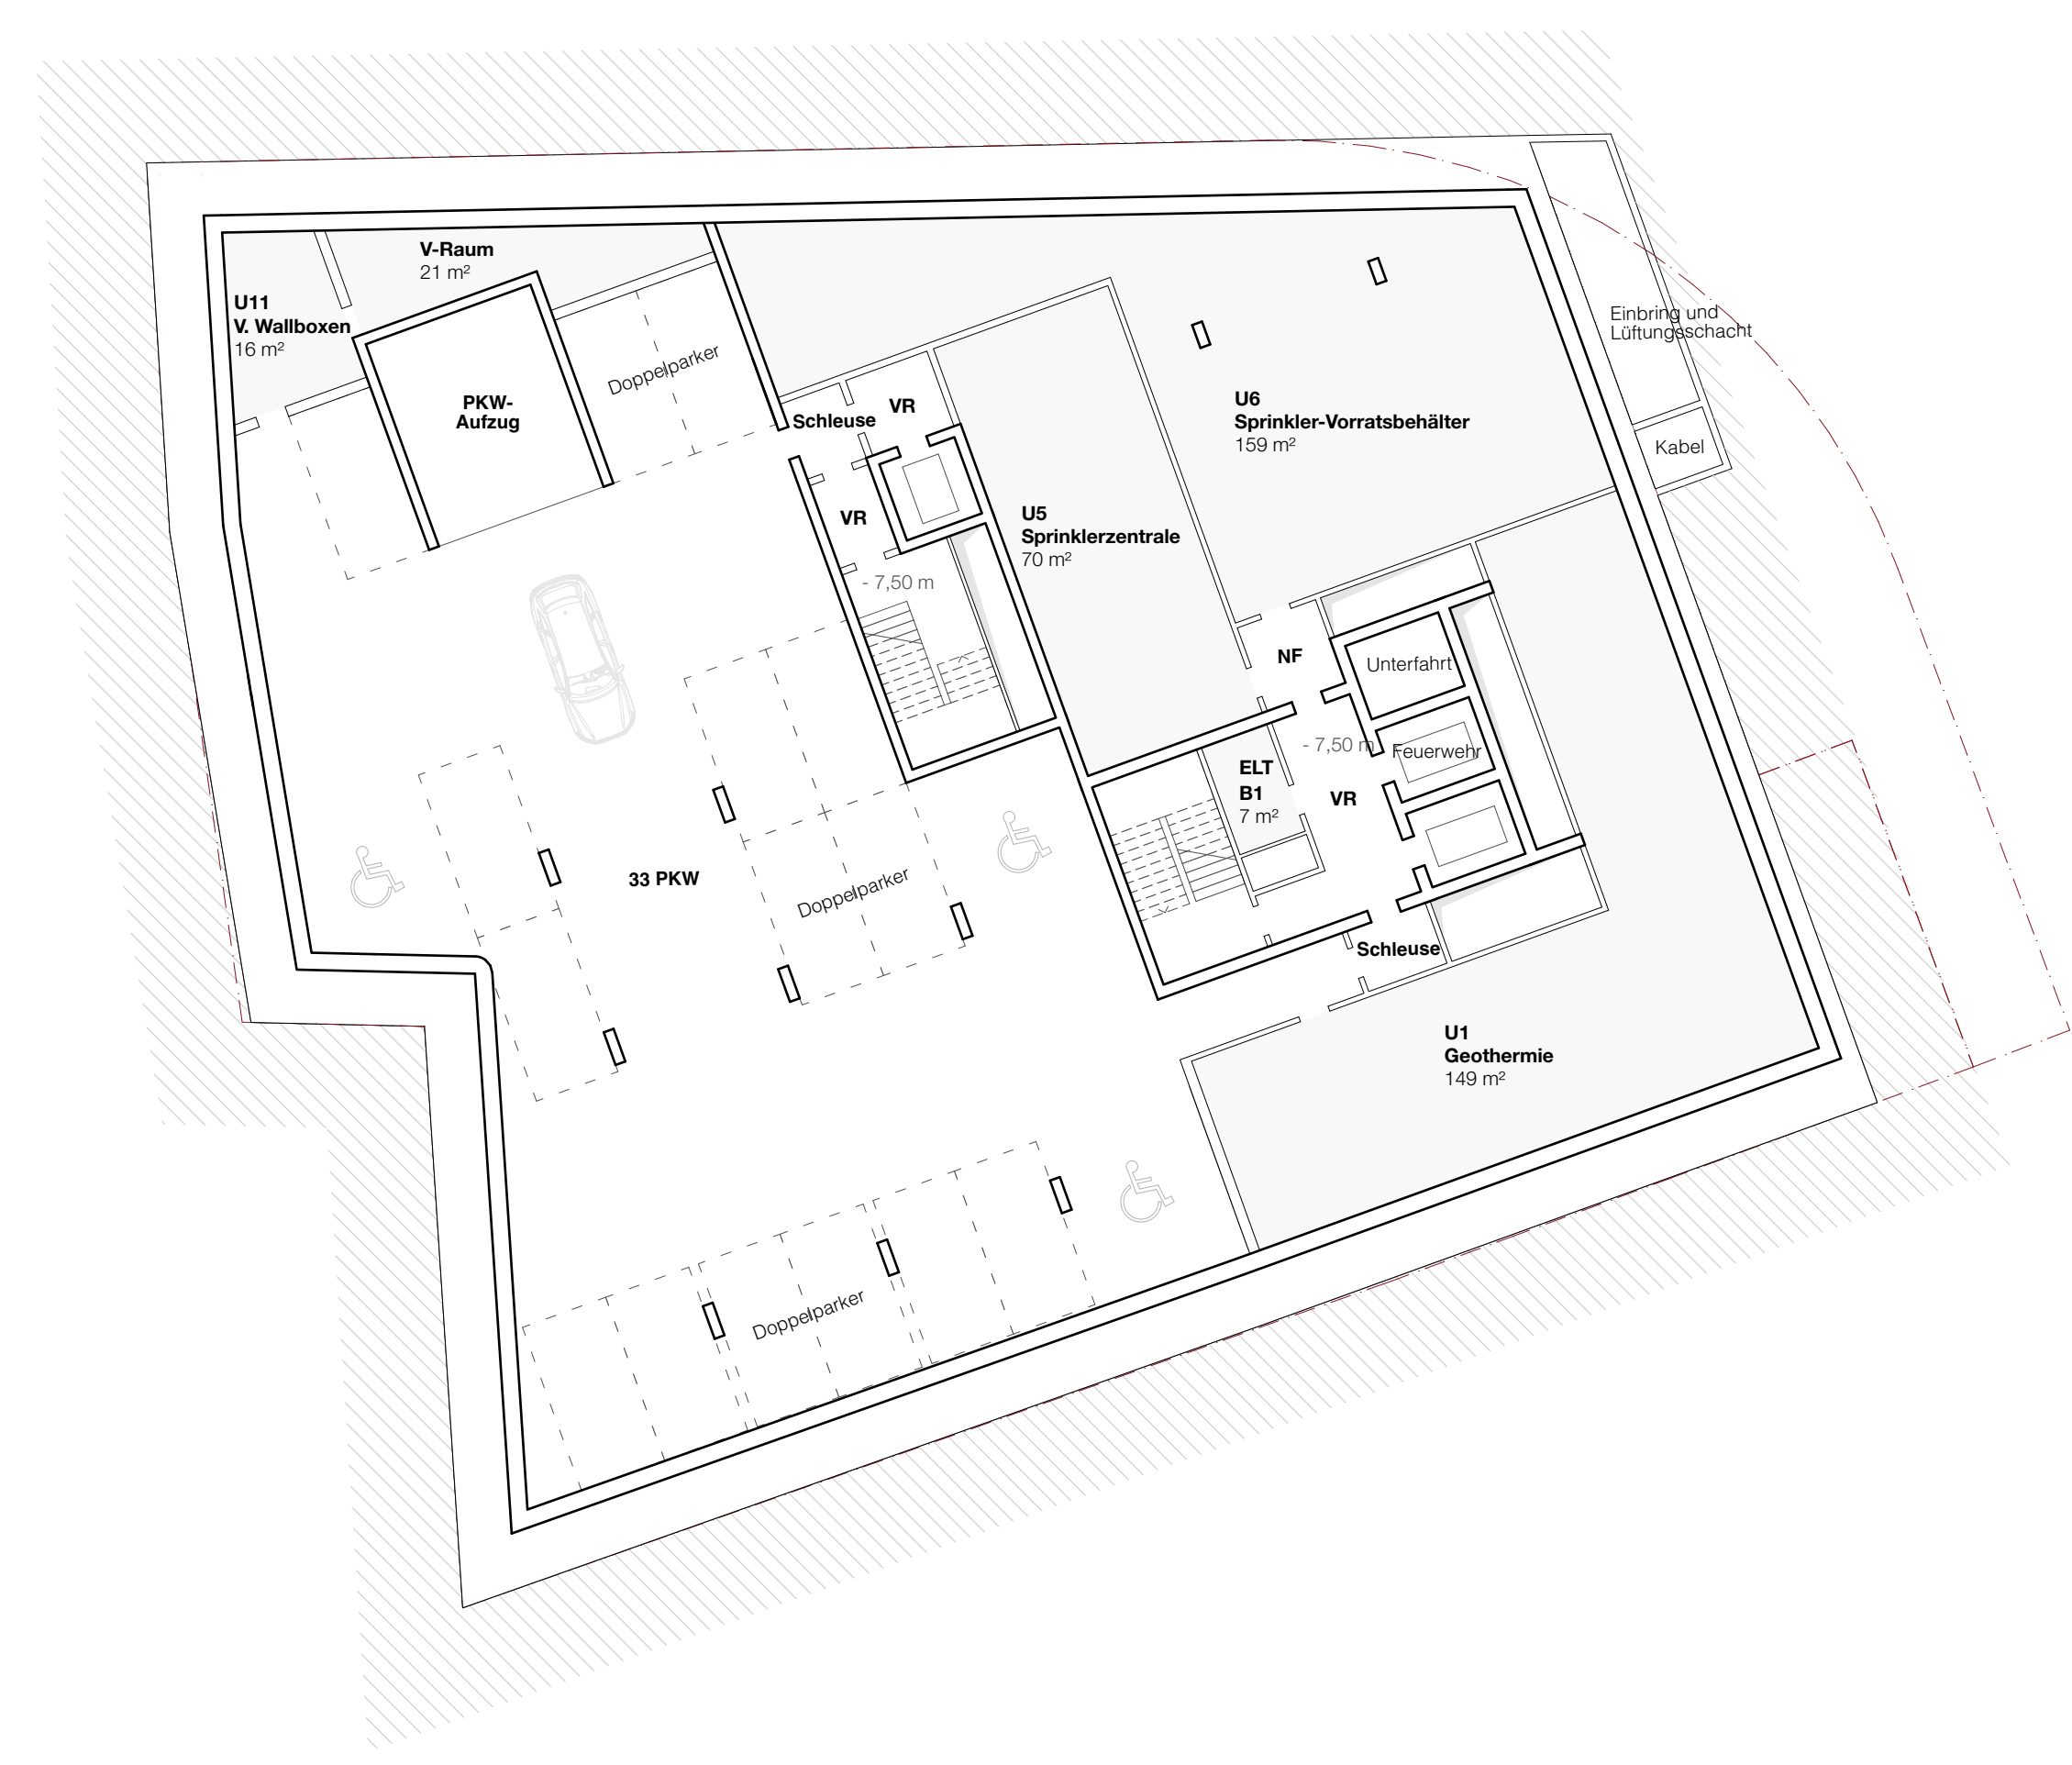 V-Raum
21 m²
U11
V. Wallboxen
16 m²
PKW-
Aufzug
Doppelparker
Schleuse
VR
VR
- 7,50 m
U5
Sprinklerzentrale
70 m²
U6
Sprinkler-Vorratsbehälter
159 m²
Einbring und
Lüftungsschacht
Kabel
NF
Unterfahrt
- 7,50 m
Feuerwehr
ELT
B1
7 m²
VR
33 PKW
Doppelparker
Schleuse
U1
Geothermie
149 m²
Doppelparker